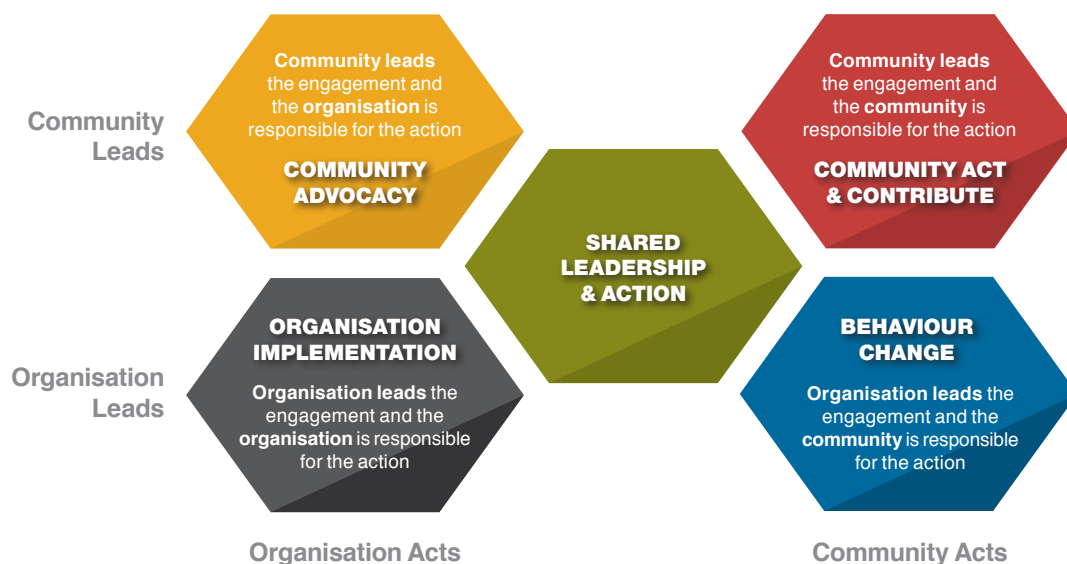 Community
Leads
Community leads
the engagement and
the organisation is
responsible for the action
COMMUNITY
ADVOCACY
Community leads
the engagement and
the community is
responsible for the action
COMMUNITY ACT
& CONTRIBUTE
SHARED
LEADERSHIP
& ACTION
Organisation
Leads
ORGANISATION
IMPLEMENTATION
Organisation leads the
engagement and the
organisation is responsible
for the action
BEHAVIOUR
CHANGE
Organisation leads the
engagement and the
community is responsible
for the action
Organisation Acts
Community Acts